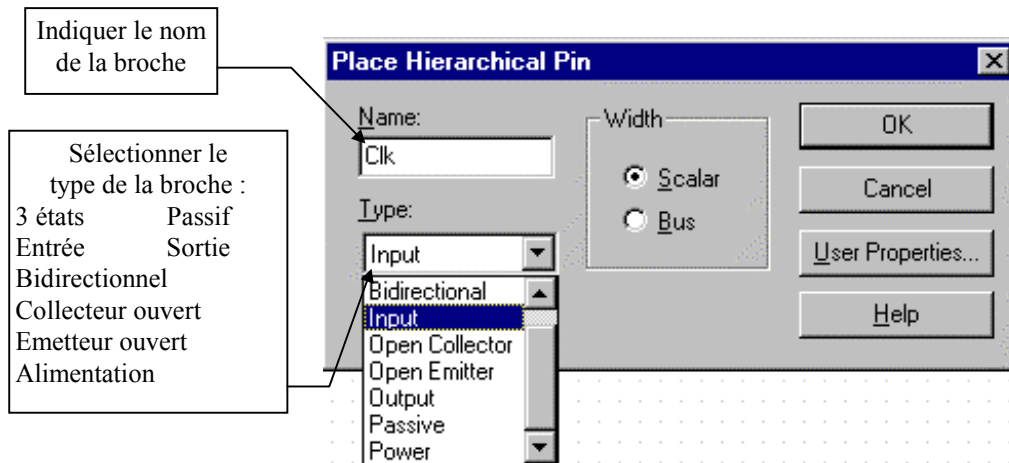 Indiquer le nom
de la broche
Sélectionner le
type de la broche :
3 états Passif
Entrée Sortie
Bidirectionnel
Collecteur ouvert
Emetteur ouvert
Alimentation
Place Hierarchical Pin
Name:
Clk
Type:
Input
Bidirectional
Input
Open Collector
Open Emitter
Output
Passive
Power
Width
Scalar
Bus
OK
Cancel
User Properties...
Help